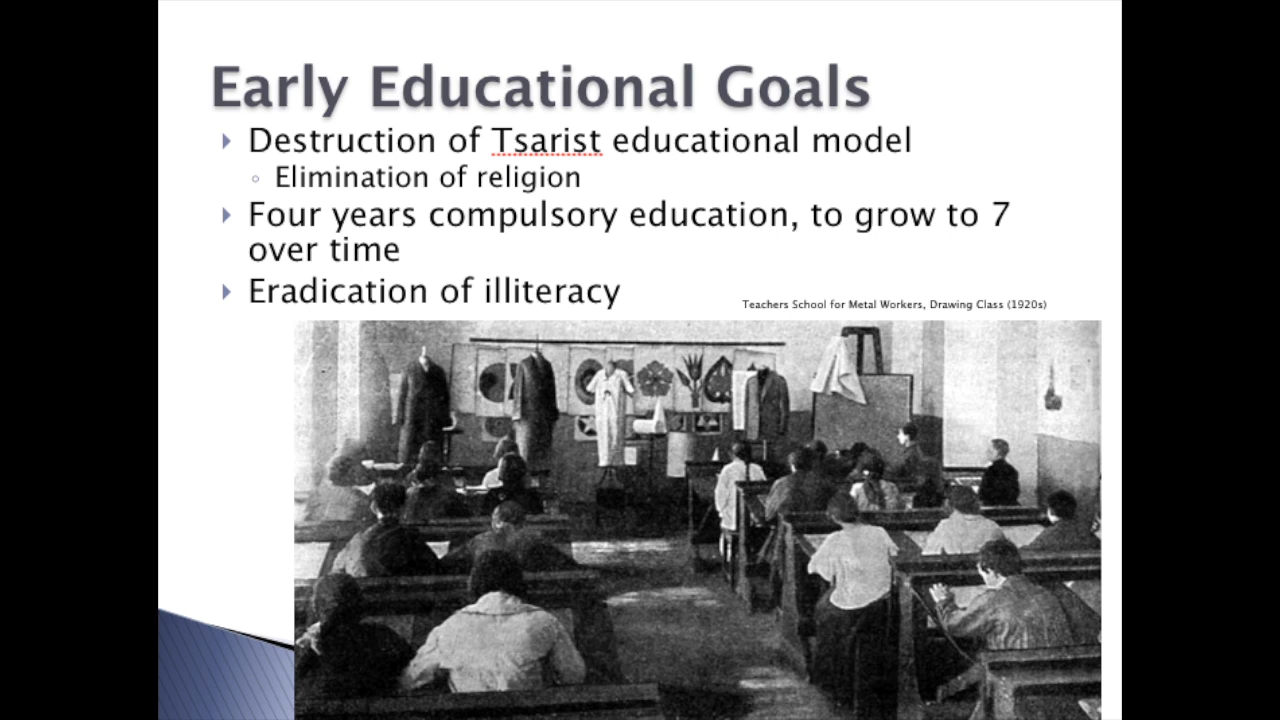 Early Educational Goals
Destruction of Tsarist educational model
Elimination of religion
Four years compulsory education, to grow to 7
over time
Eradication of illiteracy
Teachers School for Metal Workers, Drawing Class (1920s)